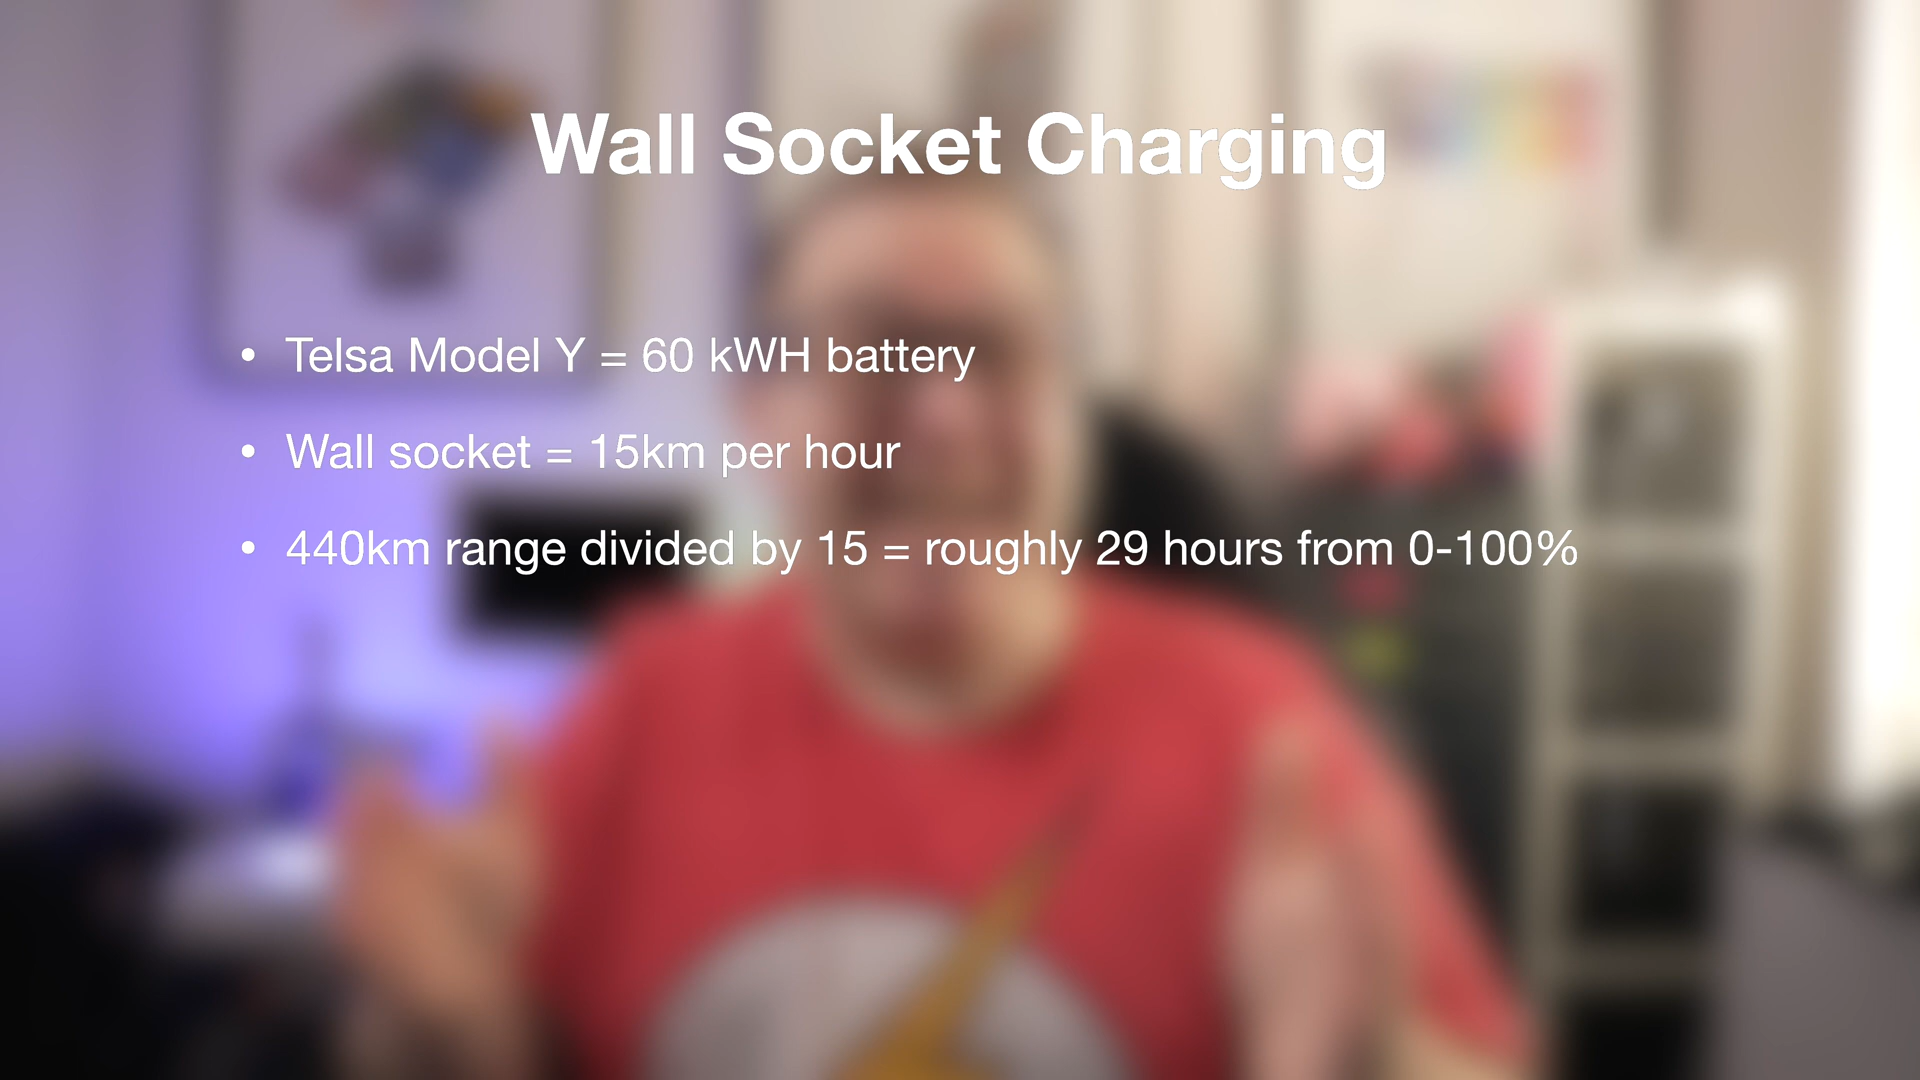 Wall Socket Charging
• Telsa Model Y = 60 kWH battery
• Wall socket = 15km per hour
• 440km range divided by 15 = roughly 29 hours from 0-100%